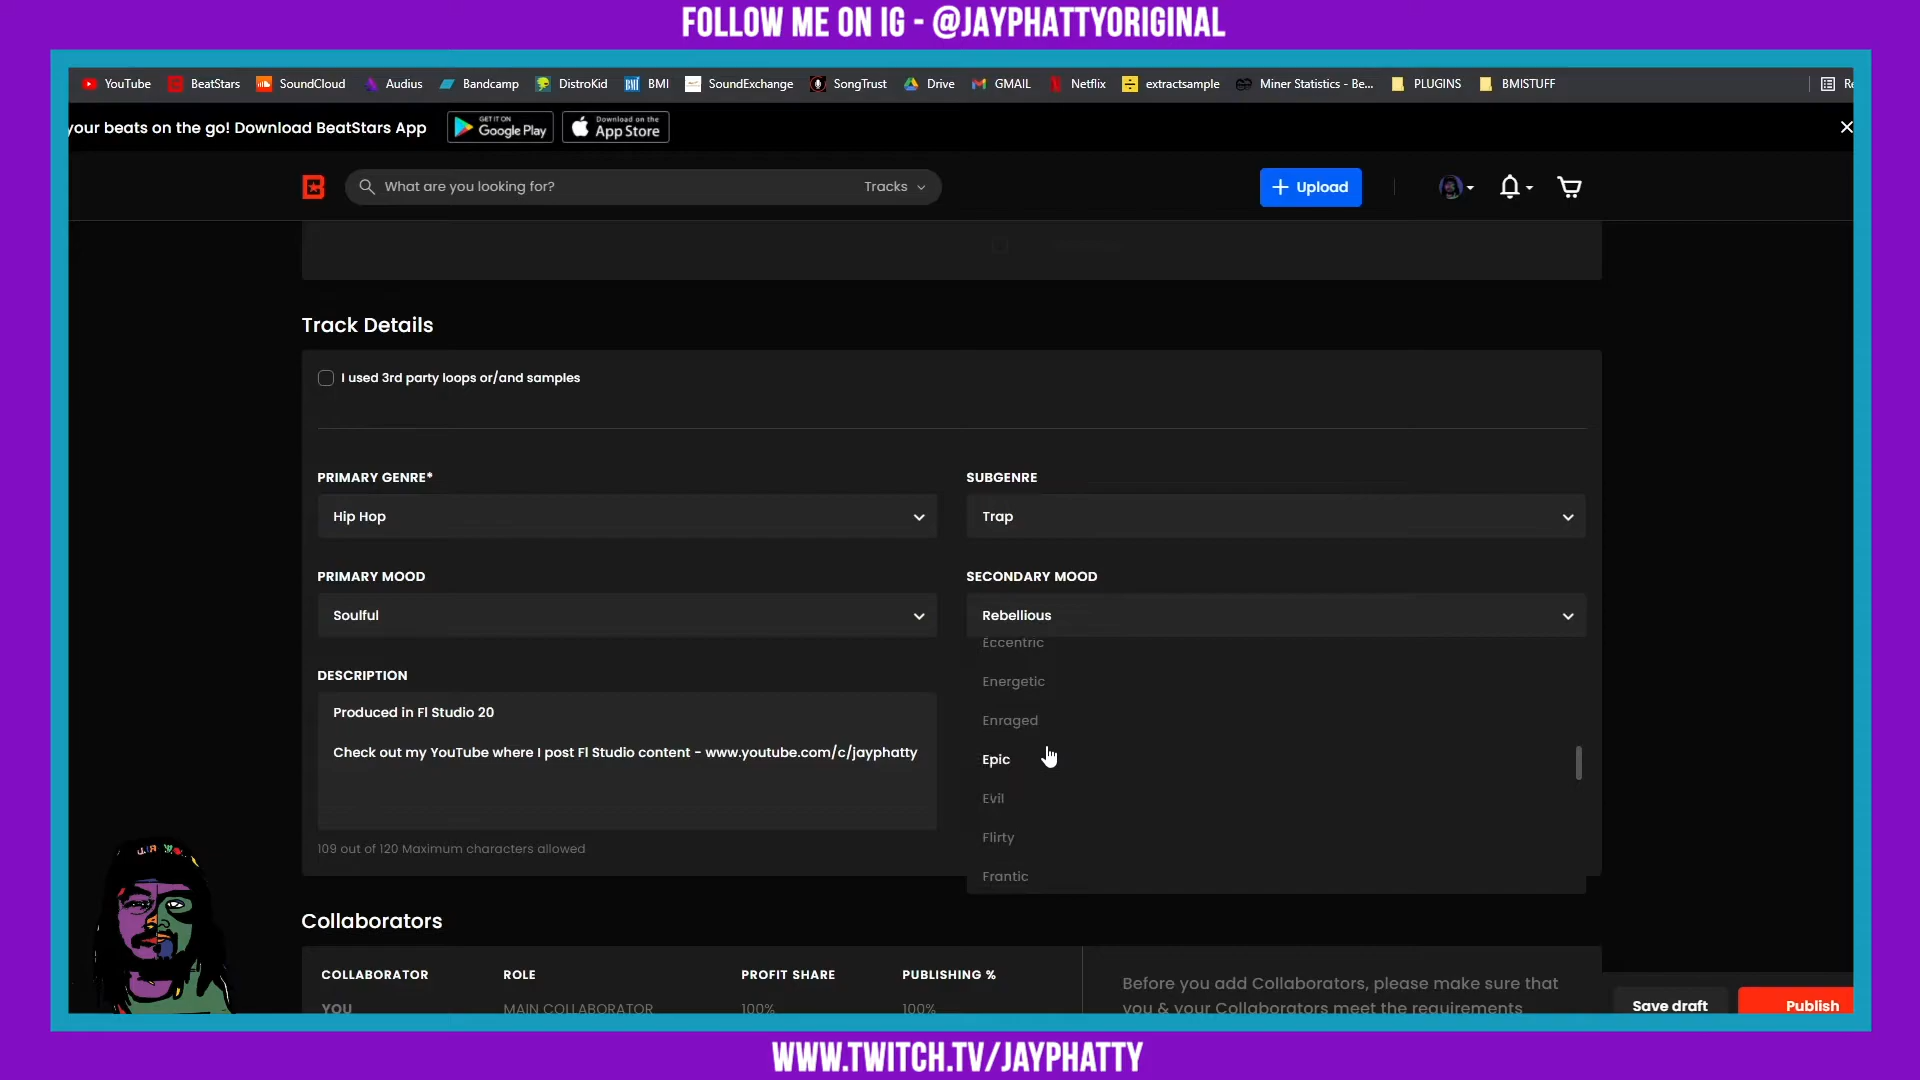 FOLLOW ME ON IG - @JAYPHATTYORIGINAL
YouTube BeatStars SoundCloud Audius Bandcamp DistroKid BMI SoundExchange SongTrust Drive GMAIL Netflix extractsample Miner Statistics - Be... PLUGINS BMISTUFF
your beats on the go! Download BeatStars App GET IT ON Google Play Download on the App Store
What are you looking for? Tracks + Upload
Track Details
I used 3rd party loops or/and samples
PRIMARY GENRE* SUBGENRE
Hip Hop Trap
PRIMARY MOOD SECONDARY MOOD
Soulful Rebellious
Eccentric
DESCRIPTION Energetic
Produced in Fl Studio 20 Enraged
Check out my YouTube where I post Fl Studio content - www.youtube.com/c/jayphatty Epic
Evil
Flirty
109 out of 120 Maximum characters allowed
Frantic
Collaborators
COLLABORATOR ROLE PROFIT SHARE PUBLISHING %
Before you add Collaborators, please make sure that
YOU MAIN COLLABORATOR 100% 100% you & your Collaborators meet the requirements
Save draft Publish
WWW.TWITCH.TV/JAYPHATTY